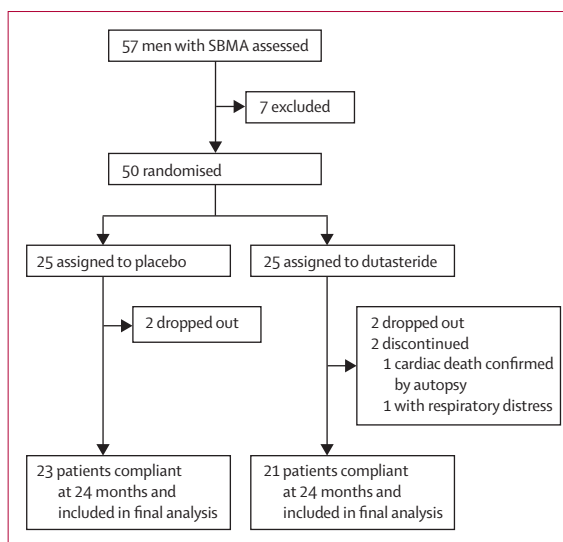 57 men with SBMA assessed
7 excluded
50 randomised
25 assigned to placebo
25 assigned to dutasteride
2 dropped out
2 dropped out
2 discontinued
1 cardiac death confirmed
by autopsy
1 with respiratory distress
23 patients compliant
at 24 months and
included in final analysis
21 patients compliant
at 24 months and
included in final analysis